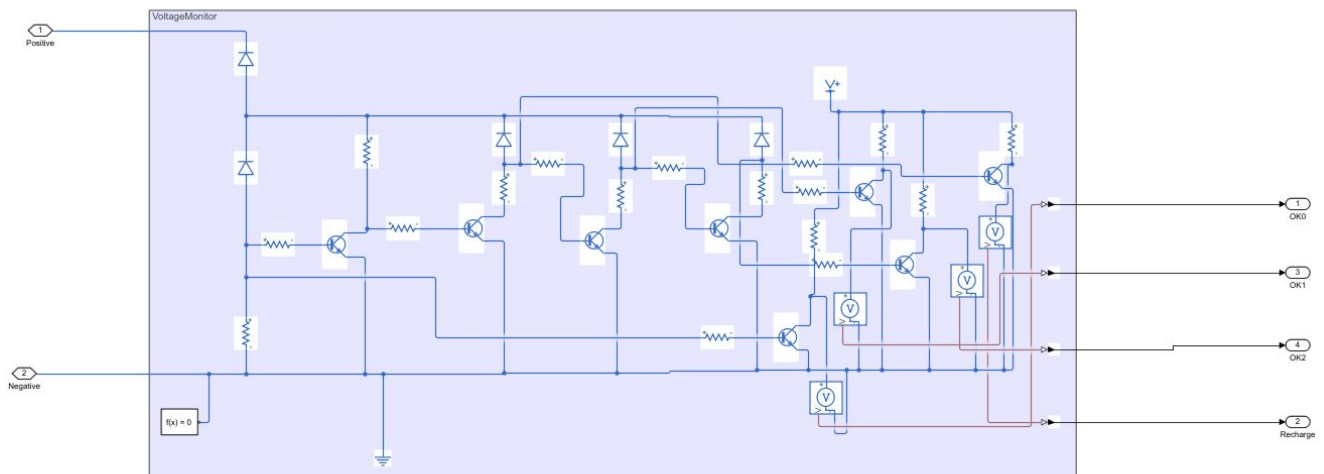 VoltageMonitor
1
Positive
V+
V
1
OK0
V
3
OK1
V
4
OK2
2
Negative
V
f(x) = 0
2
Recharge